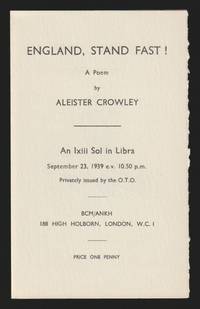 ENGLAND, STAND FAST !
A Poem
by
ALEISTER CROWLEY
An Ixiii Sol in Libra
September 23, 1939 e.v. 10.50 p.m.
Privately issued by the O.T.O.
BCM/ANKH
188 HIGH HOLBORN, LONDON, W.C. 1
PRICE ONE PENNY